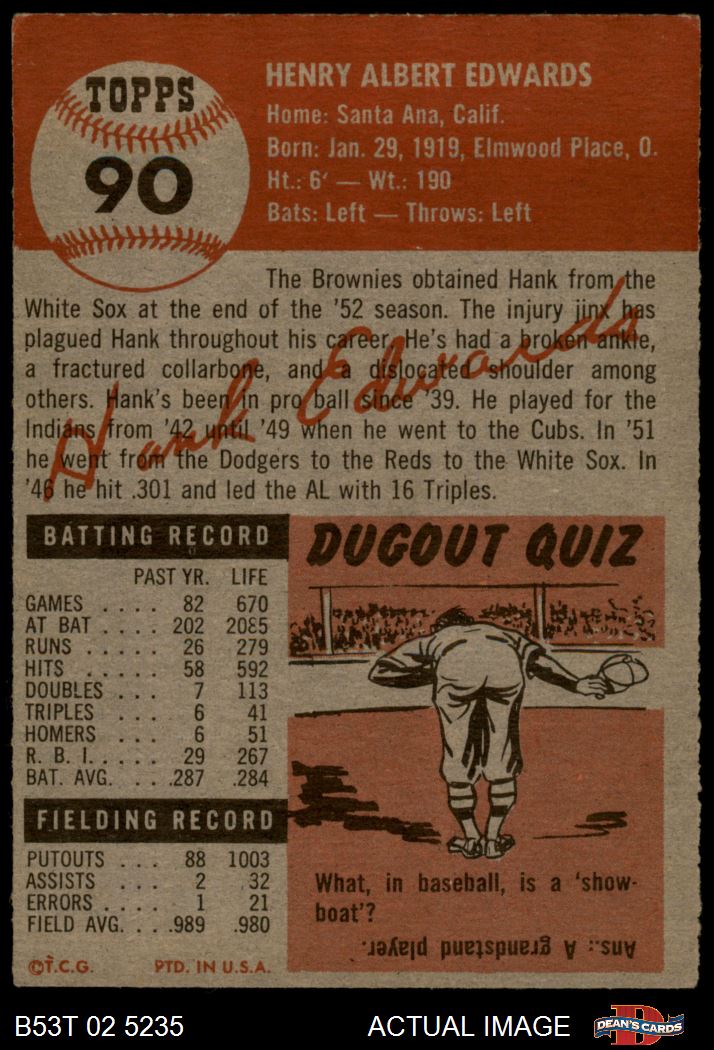 TOPPS
90
HENRY ALBERT EDWARDS
Home: Santa Ana, Calif.
Born: Jan. 29, 1919, Elmwood Place, O.
Ht.: 6' — Wt.: 190
Bats: Left — Throws: Left
The Brownies obtained Hank from the
White Sox at the end of the '52 season. The injury jinx has
plagued Hank throughout his career. He's had a broken ankle,
a fractured collarbone, and a dislocated shoulder among
others. Hank's been in pro ball since '39. He played for the
Indians from '42 until '49 when he went to the Cubs. In '51
he went from the Dodgers to the Reds to the White Sox. In
'46 he hit .301 and led the AL with 16 Triples.
Hank Edwards
BATTING RECORD
PAST YR. LIFE
GAMES . . . . 82 670
AT BAT . . . . 202 2085
RUNS . . . . 26 279
HITS . . . . . 58 592
DOUBLES . . . 7 113
TRIPLES . . . 6 41
HOMERS . . . 6 51
R. B. I. . . . . 29 267
BAT. AVG. . . .287 .284
FIELDING RECORD
PUTOUTS . . . 88 1003
ASSISTS . . . 2 32
ERRORS . . . . 1 21
FIELD AVG. . . .989 .980
©T.C.G. PTD. IN U.S.A.
DUGOUT QUIZ
What, in baseball, is a 'show-
boat'?
Ans.: A grandstand player.
B53T 02 5235
ACTUAL IMAGE
D
DEAN'S CARDS